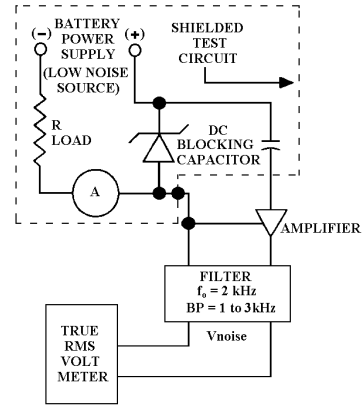 (-)
BATTERY
POWER
SUPPLY
(+)
(LOW NOISE
SOURCE)
SHIELDED
TEST
CIRCUIT
R
LOAD
DC
BLOCKING
CAPACITOR
A
AMPLIFIER
FILTER
fo = 2 kHz
BP = 1 to 3kHz
Vnoise
TRUE
RMS
VOLT
METER